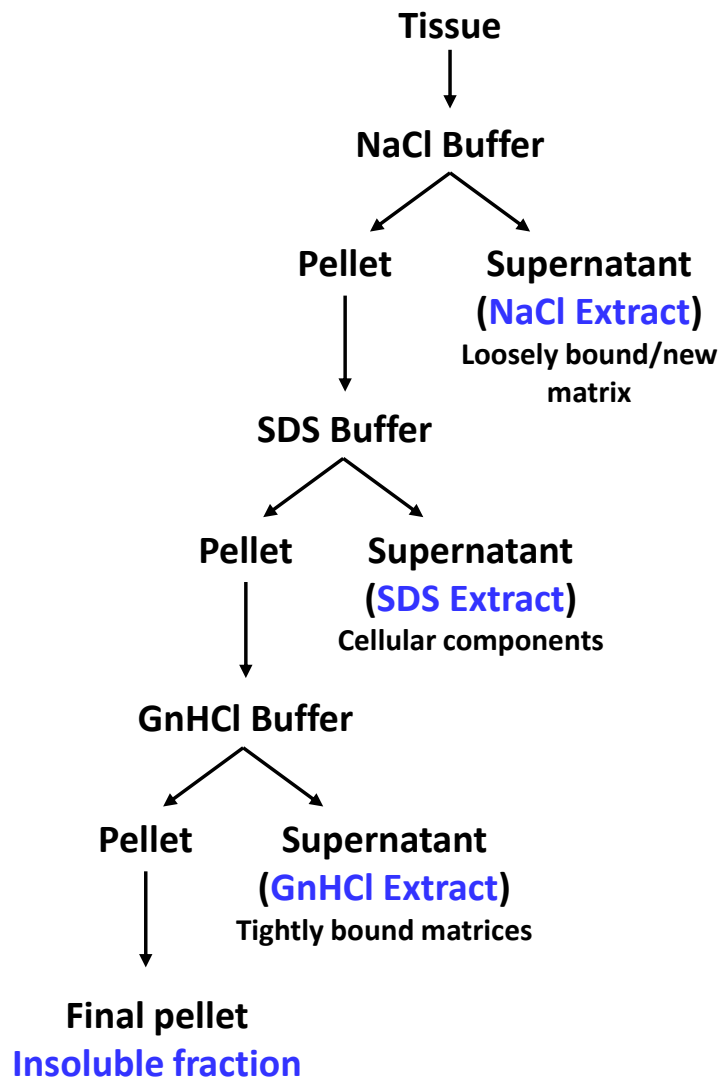 Tissue
NaCl Buffer
Pellet
Supernatant
(NaCl Extract)
Loosely bound/new
matrix
SDS Buffer
Pellet
Supernatant
(SDS Extract)
Cellular components
GnHCl Buffer
Pellet
Supernatant
(GnHCl Extract)
Tightly bound matrices
Final pellet
Insoluble fraction